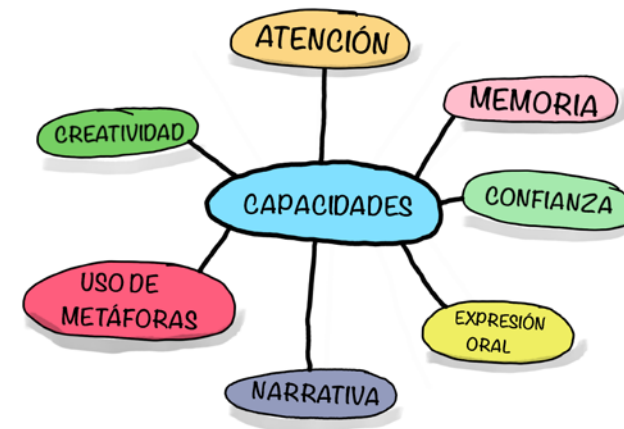 ATENCIÓN
MEMORIA
CREATIVIDAD
CAPACIDADES
CONFIANZA
USO DE
METÁFORAS
EXPRESIÓN
ORAL
NARRATIVA